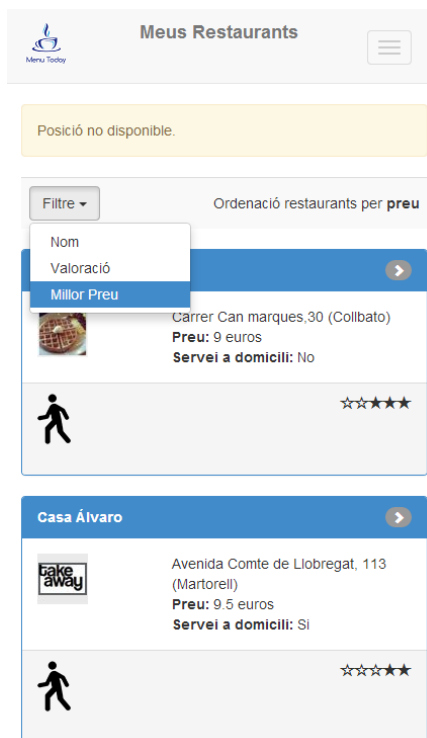 Meus Restaurants
Menu Today
Posició no disponible.
Filtre
Ordenació restaurants per preu
Nom
Valoració
Millor Preu
Carrer Can marques,30 (Collbato)
Preu: 9 euros
Servei a domicili: No
Casa Álvaro
take
away
Avenida Comte de Llobregat, 113
(Martorell)
Preu: 9.5 euros
Servei a domicili: Si